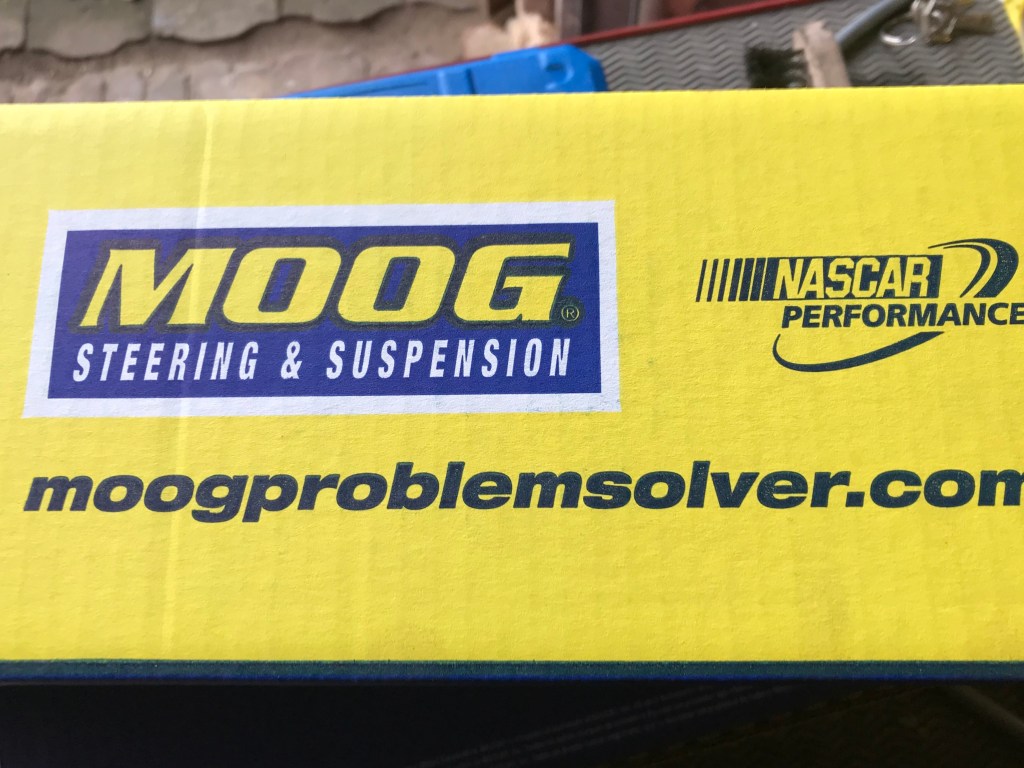 MOOG®
STEERING & SUSPENSION
NASCAR
PERFORMANCE
moogproblemsolver.com